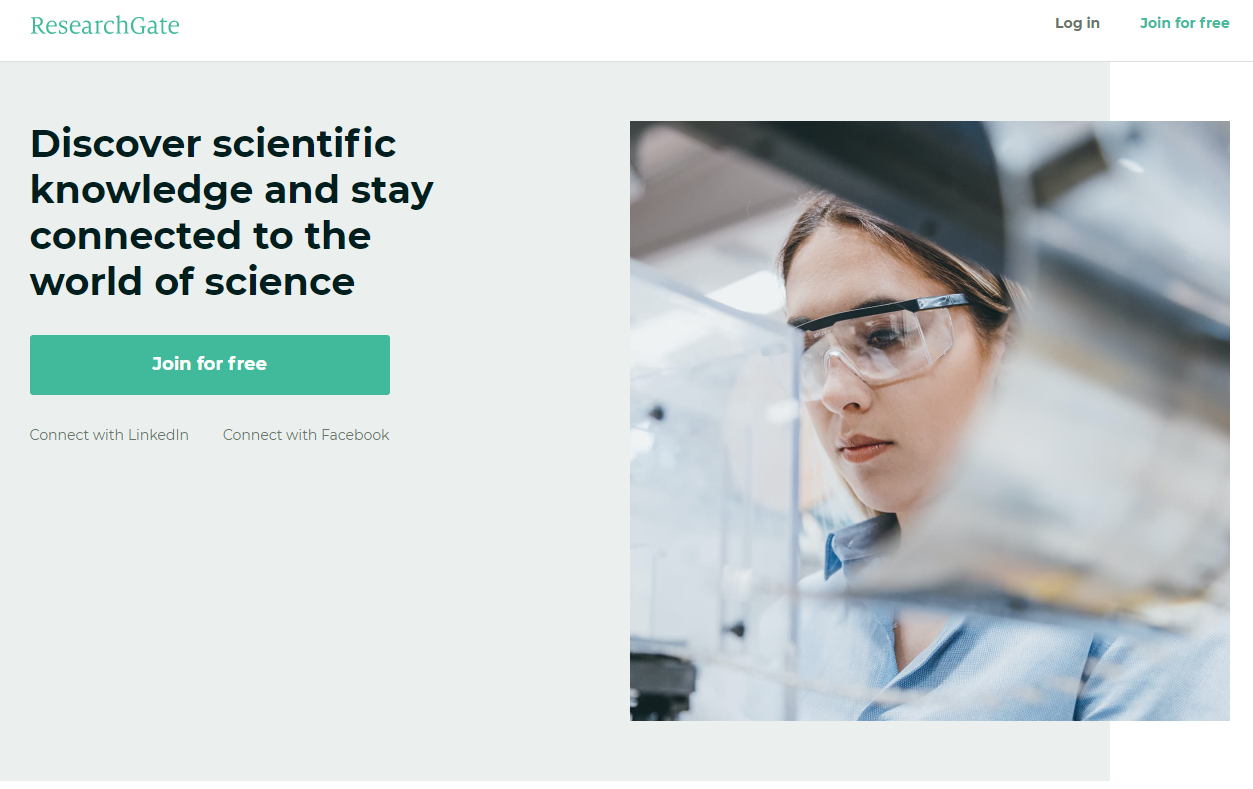 ResearchGate
Log in
Join for free
Discover scientific
knowledge and stay
connected to the
world of science
Join for free
Connect with LinkedIn
Connect with Facebook